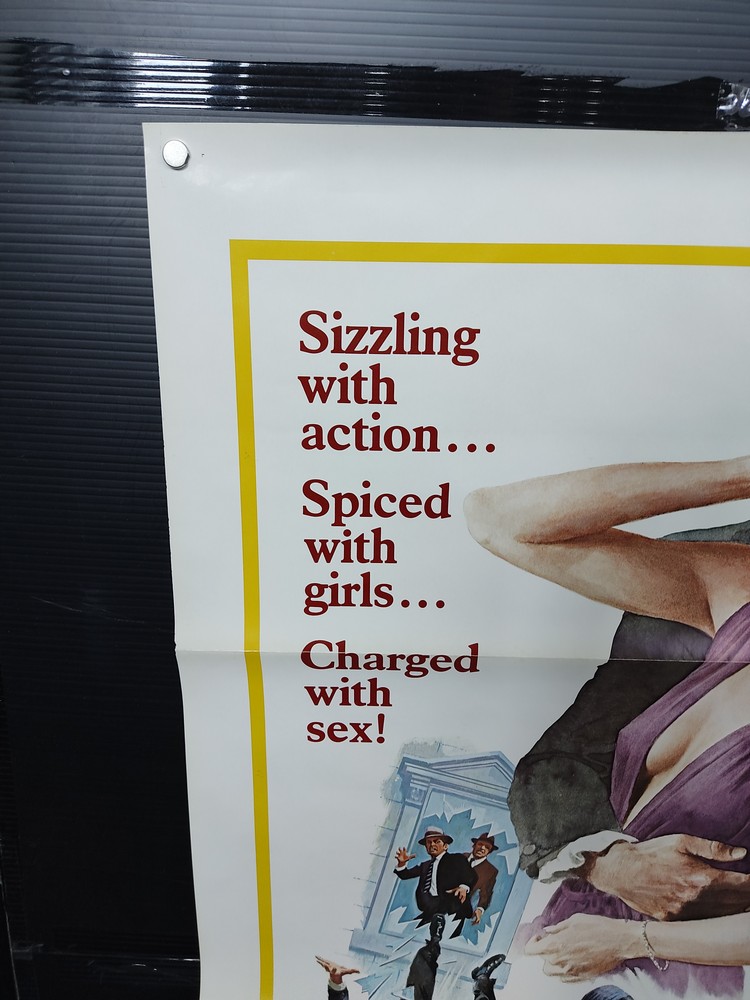 Sizzling
with
action...
Spiced
with
girls...
Charged
with
sex!